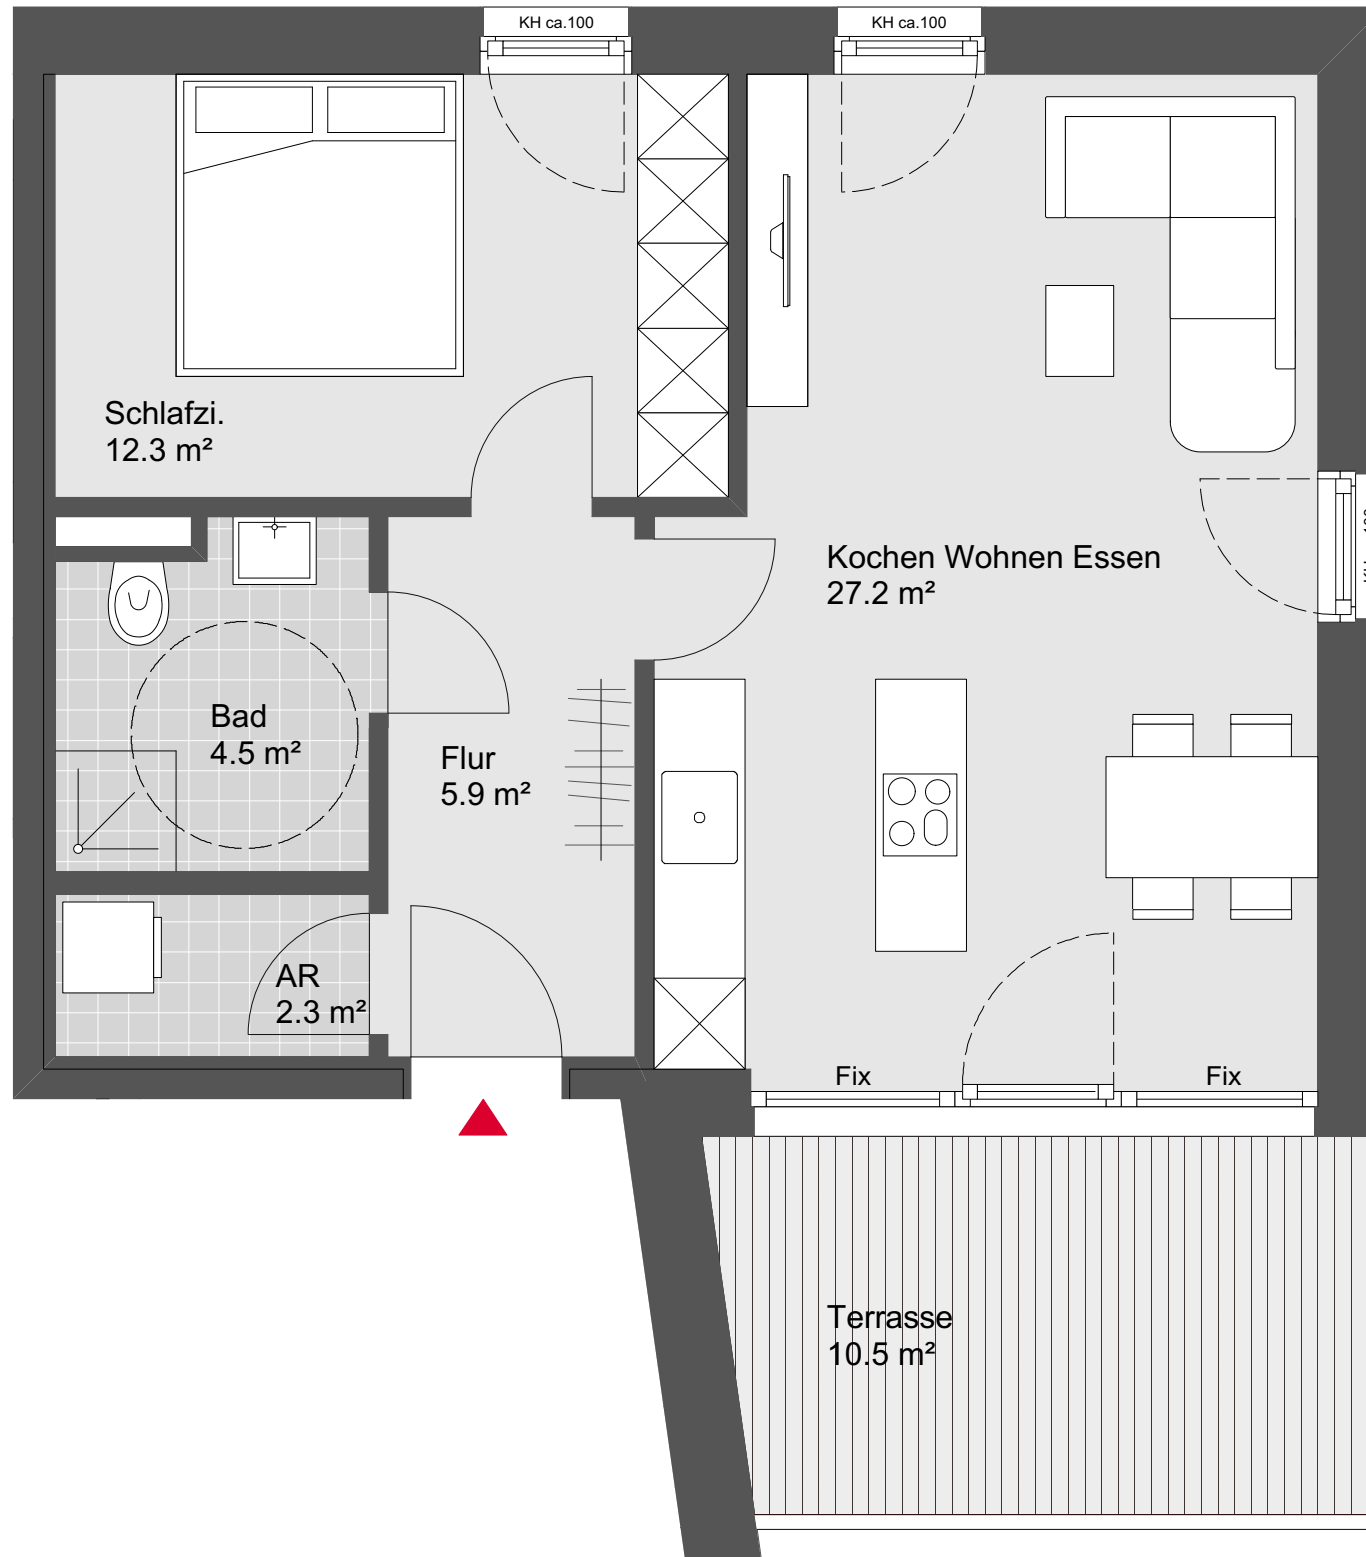 KH ca.100
KH ca.100
Schlafzi.
12.3 m²
Kochen Wohnen Essen
27.2 m²
Bad
4.5 m²
Flur
5.9 m²
AR
2.3 m²
Fix
Fix
Terrasse
10.5 m²